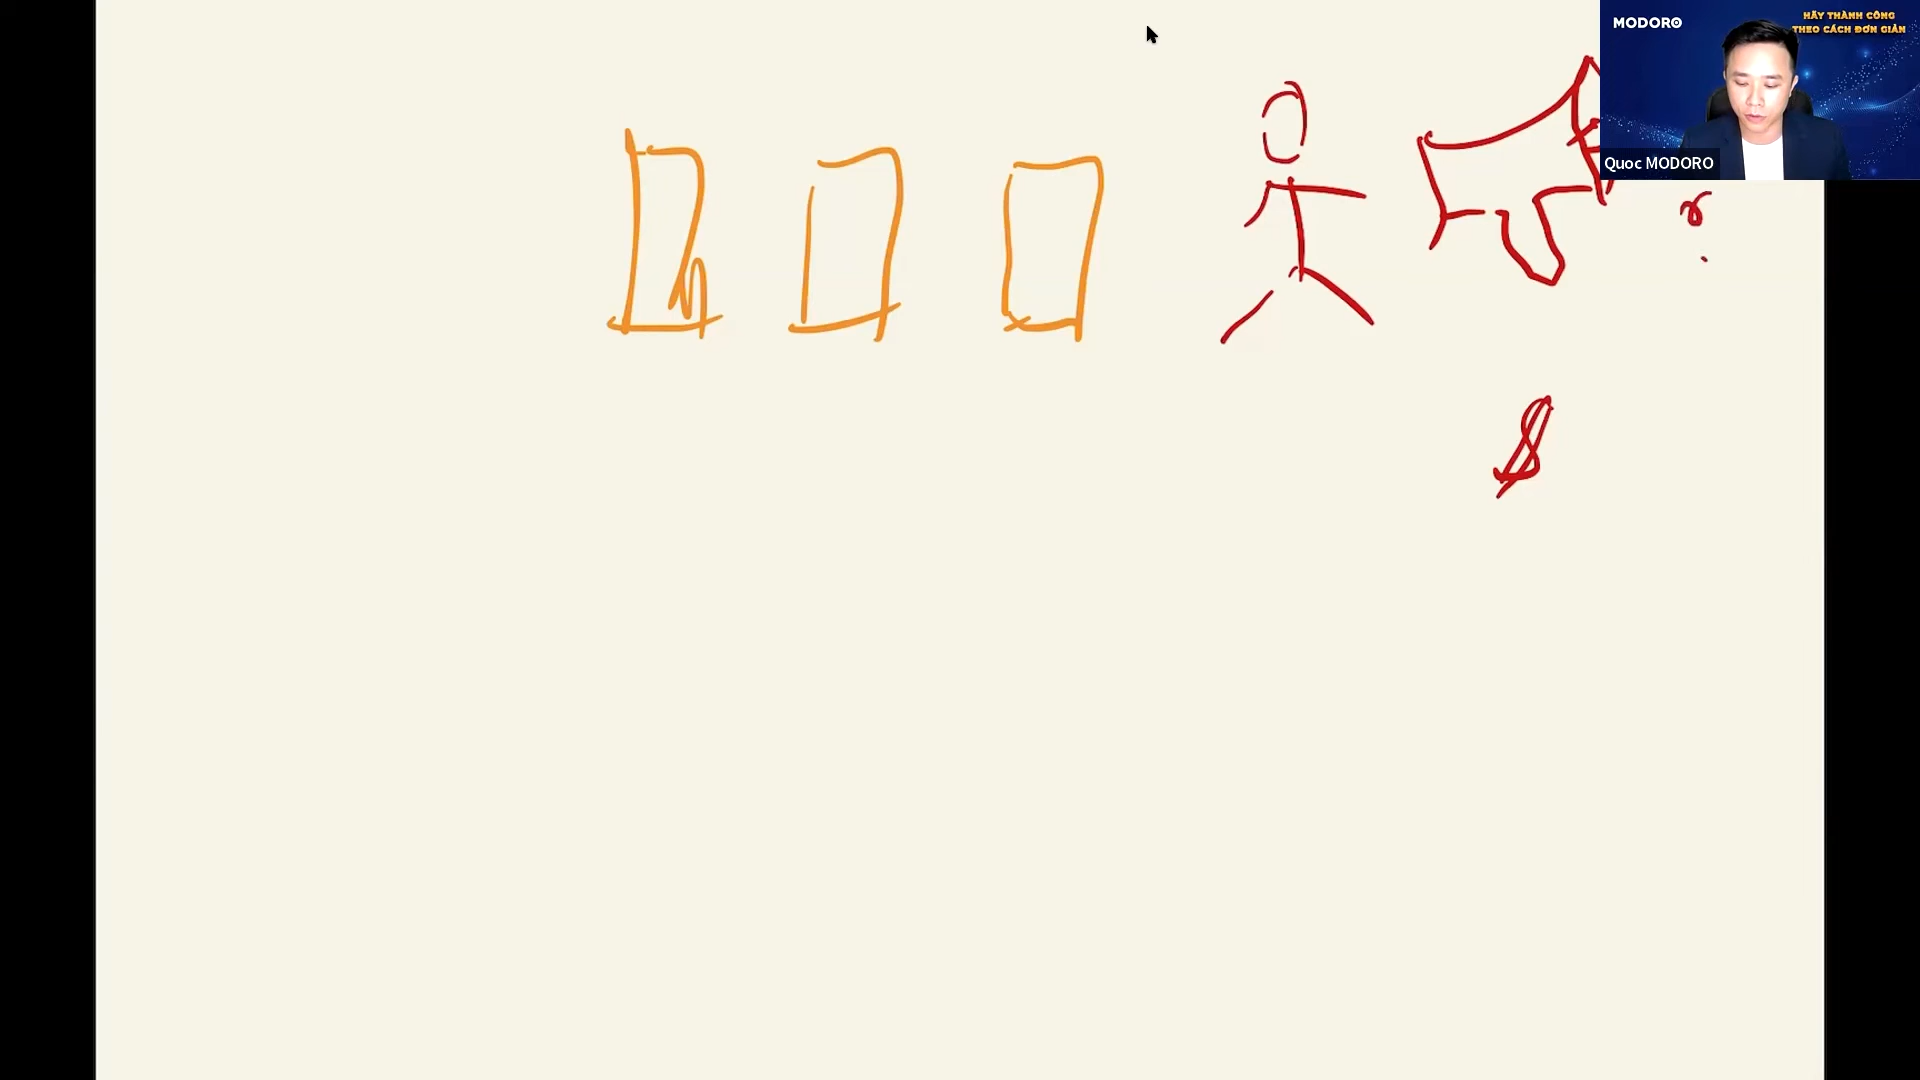 MODORO
HÃY THÀNH CÔNG
THEO CÁCH ĐƠN GIẢN
Quoc MODORO
$